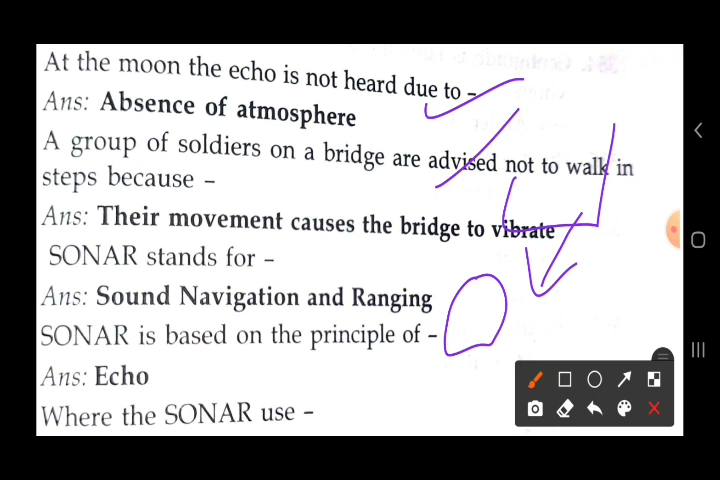 At the moon the echo is not heard due to -
Ans: Absence of atmosphere
A group of soldiers on a bridge are advised not to walk in
steps because -
Ans: Their movement causes the bridge to vibrate
SONAR stands for -
Ans: Sound Navigation and Ranging
SONAR is based on the principle of -
Ans: Echo
Where the SONAR use -